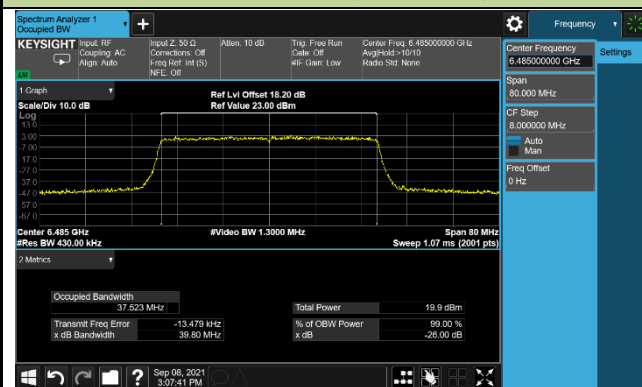 Spectrum Analyzer 1
Occupied BW
+
Frequency
KEYSIGHT
Input: RF
Coupling: AC
Align: Auto
Input Z: 50 Ω
Corrections: Off
Freq Ref: Int (S)
NFE: Off
Atten: 10 dB
Trig: Free Run
Gate: Off
#IF Gain: Low
Center Freq: 6.485000000 GHz
Avg|Hold:>10/10
Radio Std: None
LXI
Center Frequency
6.485000000 GHz
Settings
Span
80.000 MHz
CF Step
8.000000 MHz
Auto
Man
Freq Offset
0 Hz
1 Graph
Scale/Div 10.0 dB
Ref Lvl Offset 18.20 dB
Ref Value 23.00 dBm
Log
13.0
3.00
-7.00
-17.0
-27.0
-37.0
-47.0
-57.0
-67.0
Center 6.485 GHz
#Res BW 430.00 kHz
#Video BW 1.3000 MHz
Span 80 MHz
Sweep 1.07 ms (2001 pts)
2 Metrics
Occupied Bandwidth
37.523 MHz
Total Power 19.9 dBm
Transmit Freq Error -13.479 kHz
% of OBW Power 99.00 %
x dB Bandwidth 39.80 MHz
x dB -26.00 dB
?
Sep 08, 2021
3:07:41 PM